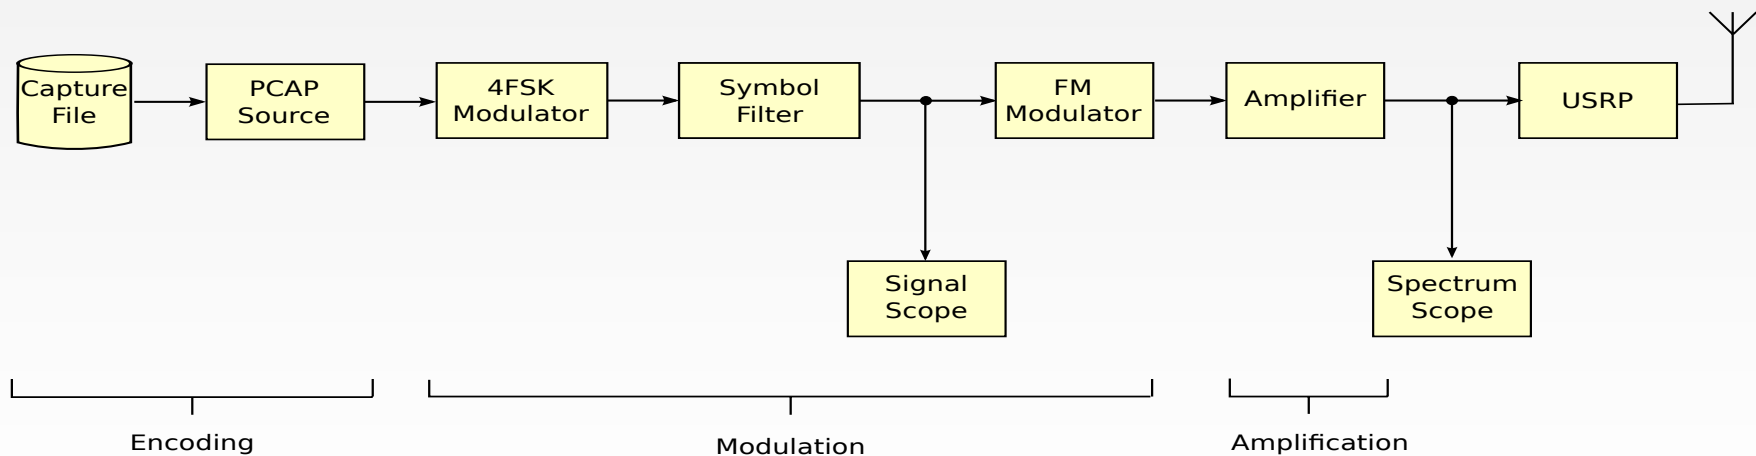 Capture
File
PCAP
Source
4FSK
Modulator
Symbol
Filter
FM
Modulator
Amplifier
USRP
Signal
Scope
Spectrum
Scope
Encoding
Modulation
Amplification